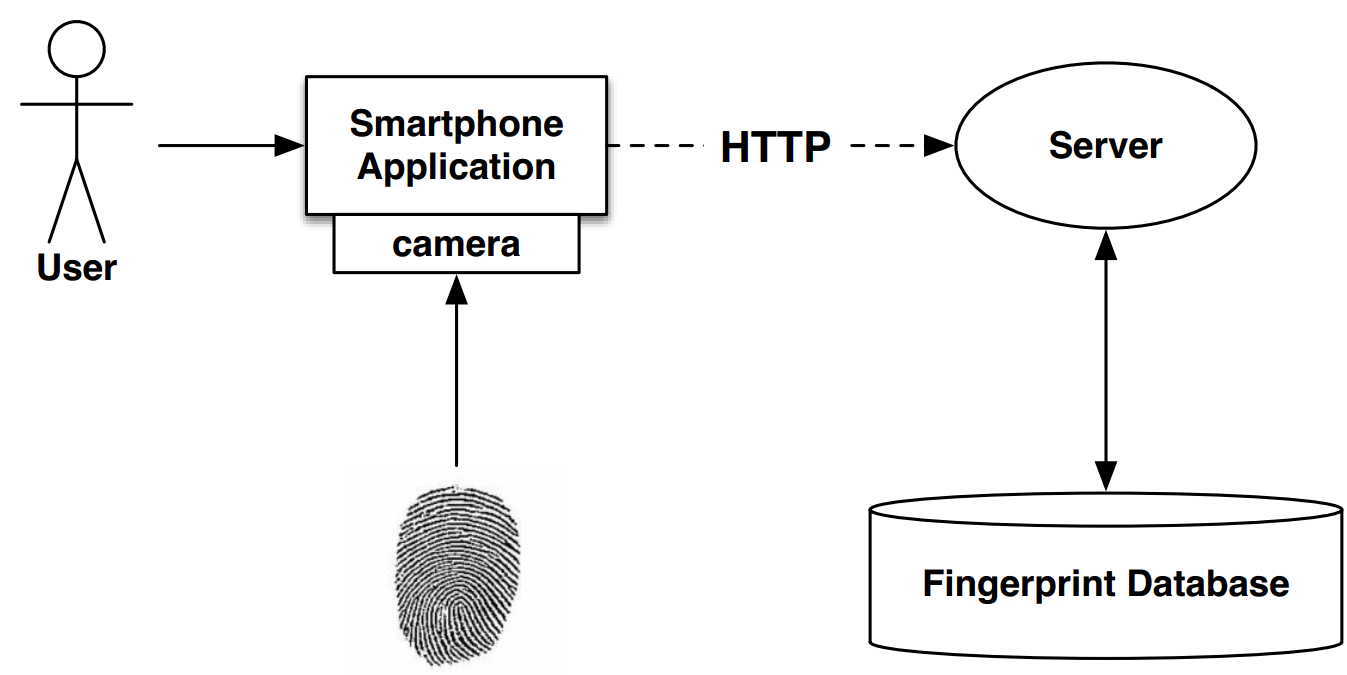 Smartphone
Application
HTTP
Server
camera
User
Fingerprint Database